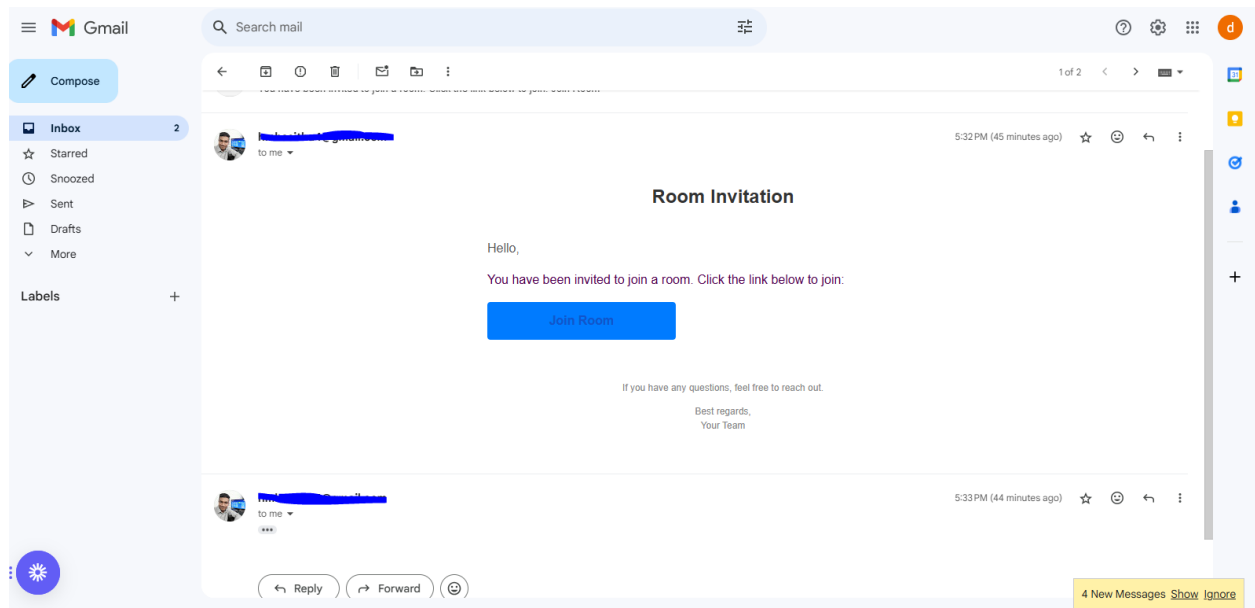 Gmail
Search mail
d
Compose
1 of 2
Inbox 2
Starred
Snoozed
Sent
Drafts
More
Labels
5:32 PM (45 minutes ago)
to me
Room Invitation
Hello,
You have been invited to join a room. Click the link below to join:
Join Room
If you have any questions, feel free to reach out.
Best regards,
Your Team
5:33 PM (44 minutes ago)
to me
Reply
Forward
4 New Messages Show Ignore
31